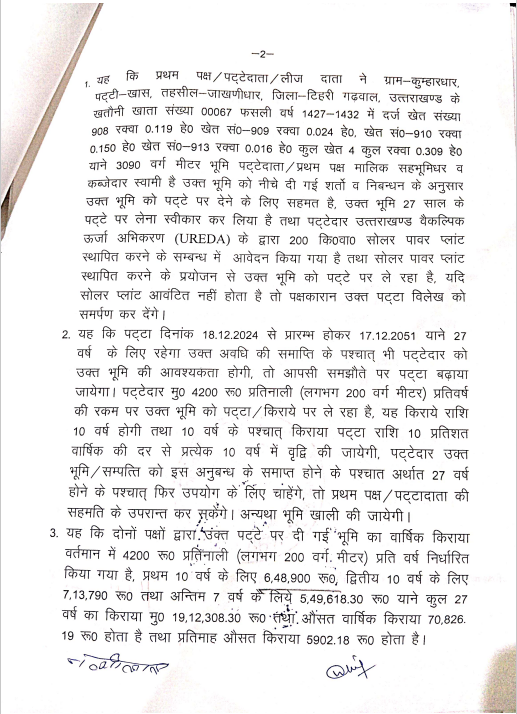 –2–
1. यह कि प्रथम पक्ष/पट्टेदाता/लीज दाता ने ग्राम-कुम्हारधार,
पट्टी-खास, तहसील-जाखणीधार, जिला-टिहरी गढ़वाल, उत्तराखण्ड के
खतौनी खाता संख्या 00067 फसली वर्ष 1427-1432 में दर्ज खेत संख्या
908 रक्वा 0.119 हे0 खेत सं0-909 रक्वा 0.024 हे0, खेत सं0-910 रक्वा
0.150 हे0 खेत सं0-913 रक्वा 0.016 हे0 कुल खेत 4 कुल रक्वा 0.309 हे0
याने 3090 वर्ग मीटर भूमि पट्टेदाता/प्रथम पक्ष मालिक सहभूमिधर व
कब्जेदार स्वामी है उक्त भूमि को नीचे दी गई शर्तो व निबन्धन के अनुसार
उक्त भूमि को पट्टे पर देने के लिए सहमत है, उक्त भूमि 27 साल के
पट्टे पर लेना स्वीकार कर लिया है तथा पट्टेदार उत्तराखण्ड वैकल्पिक
ऊर्जा अभिकरण (UREDA) के द्वारा 200 कि0वा0 सोलर पावर प्लांट
स्थापित करने के सम्बन्ध में आवेदन किया गया है तथा सोलर पावर प्लांट
स्थापित करने के प्रयोजन से उक्त भूमि को पट्टे पर ले रहा है, यदि
सोलर प्लांट आवंटित नहीं होता है तो पक्षकारान उक्त पट्टा विलेख को
समर्पण कर देंगे।
2. यह कि पट्टा दिनांक 18.12.2024 से प्रारम्भ होकर 17.12.2051 याने 27
वर्ष के लिए रहेगा उक्त अवधि की समाप्ति के पश्चात् भी पट्टेदार को
उक्त भूमि की आवश्यकता होगी, तो आपसी समझौते पर पट्टा बढ़ाया
जायेगा। पट्टेदार मु0 4200 रू0 प्रतिनाली (लगभग 200 वर्ग मीटर) प्रतिवर्ष
की रकम पर उक्त भूमि को पट्टा/किराये पर ले रहा है, यह किराये राशि
10 वर्ष होगी तथा 10 वर्ष के पश्चात् किराया पट्टा राशि 10 प्रतिशत
वार्षिक की दर से प्रत्येक 10 वर्ष में वृद्वि की जायेगी, पट्टेदार उक्त
भूमि/सम्पत्ति को इस अनुबन्ध के समाप्त होने के पश्चात अर्थात 27 वर्ष
होने के पश्चात् फिर उपयोग के लिए चाहेंगे, तो प्रथम पक्ष/पट्टादाता की
सहमति के उपरान्त कर सकेंगे। अन्यथा भूमि खाली की जायेगी।
3. यह कि दोनों पक्षों द्वारा उक्त पट्टे पर दी गई भूमि का वार्षिक किराया
वर्तमान में 4200 रू0 प्रतिनाली (लगभग 200 वर्ग मीटर) प्रति वर्ष निर्धारित
किया गया है, प्रथम 10 वर्ष के लिए 6,48,900 रू0, द्वितीय 10 वर्ष के लिए
7,13,790 रू0 तथा अन्तिम 7 वर्ष के लिये 5,49,618.30 रू0 याने कुल 27
वर्ष का किराया मु0 19,12,308.30 रू0 तथा औंसत वार्षिक किराया 70,826.
19 रू0 होता है तथा प्रतिमाह औसत किराया 5902.18 रू0 होता है।